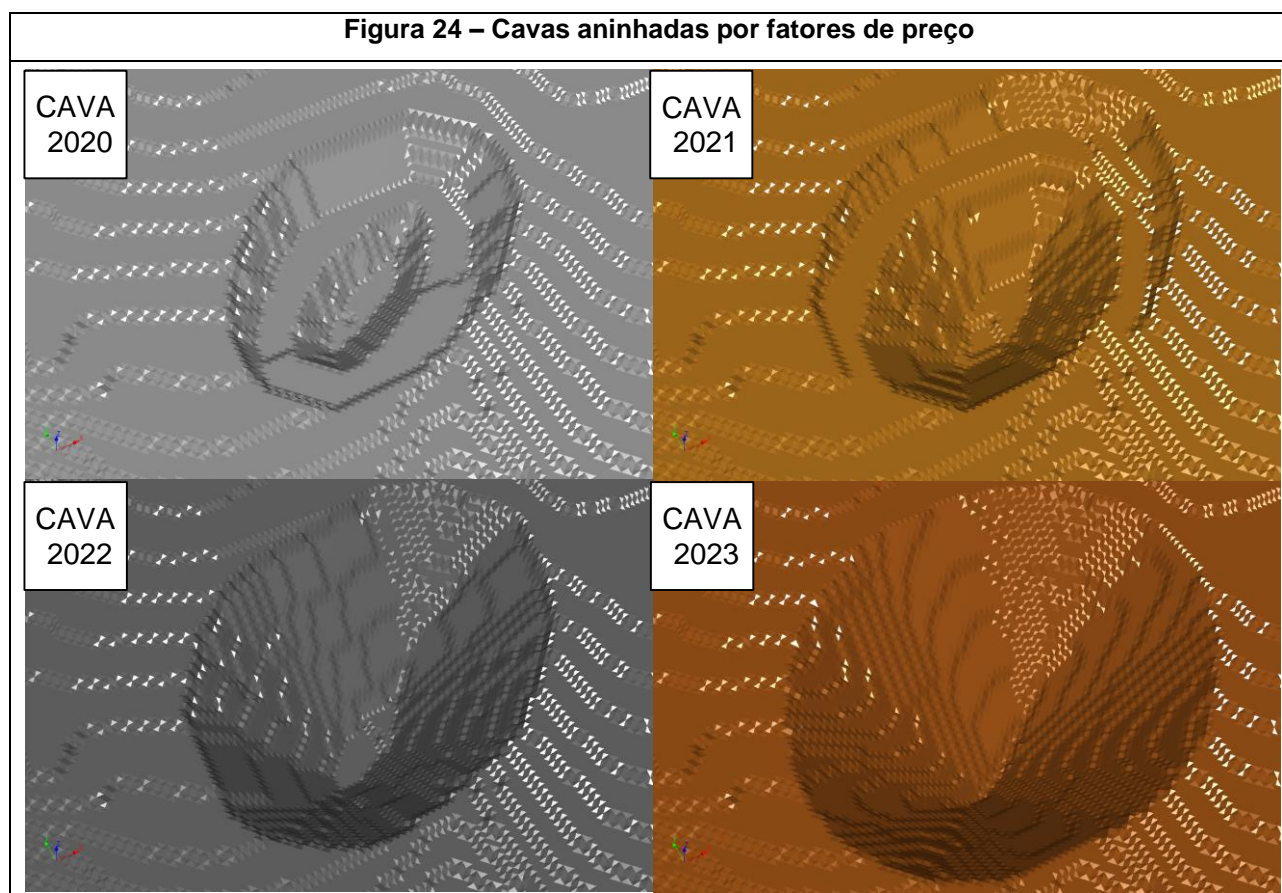 Figura 24 – Cavas aninhadas por fatores de preço
CAVA
2020
CAVA
2021
CAVA
2022
CAVA
2023